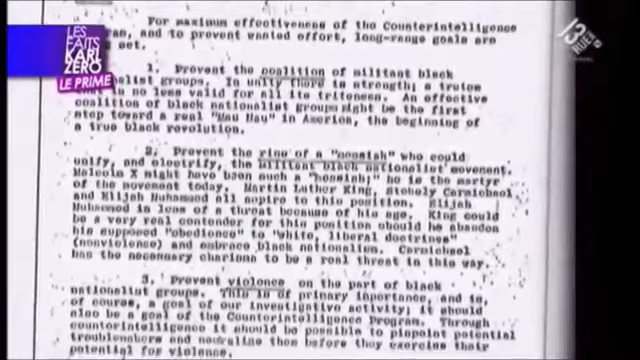 LES
FAITS
KARL
ZERO
LE PRIME
13
RUE
For maximum effectiveness of the Counterintelligence
and to prevent wasted effort, long-range goals are
set.
1. Prevent the coalition of militant black
nationalist groups. In unity there is strength; a truism
that is no less valid for all its triteness. An effective
coalition of black nationalist groups might be the first
step toward a real "Mau Mau" in America, the beginning of
a true black revolution.
2. Prevent the rise of a "messiah" who could
unify, and electrify, the militant black nationalist movement.
Malcolm X might have been such a "messiah;" he is the martyr
of the movement today. Martin Luther King, Stokely Carmichael
and Elijah Muhammed all aspire to this position. Elijah
Muhammed is less of a threat because of his age. King could
be a very real contender for this position should he abandon
his supposed "obedience" to "white, liberal doctrines"
(nonviolence) and embrace black nationalism. Carmichael
has the necessary charisma to be a real threat in this way.
3. Prevent violence on the part of black
nationalist groups. This is of primary importance, and is,
of course, a goal of our investigative activity; it should
also be a goal of the Counterintelligence Program. Through
counterintelligence it should be possible to pinpoint potential
troublemakers and neutralize them before they exercise their
potential for violence.